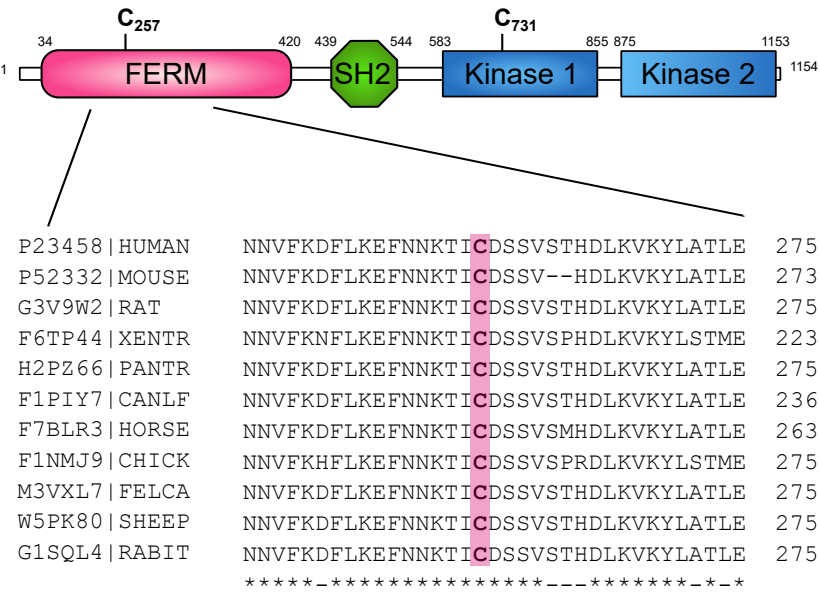 C257 C731
34 420 439 544 583 855 875 1153
1 FERM SH2 Kinase 1 Kinase 2 1154
P23458|HUMAN NNVFKDFLKEFNNKTICDSSVSTHDLKVKYLATLE 275
P52332|MOUSE NNVFKDFLKEFNNKTICDSSV--HDLKVKYLATLE 273
G3V9W2|RAT NNVFKDFLKEFNNKTICDSSVSTHDLKVKYLATLE 275
F6TP44|XENTR NNVFKNFLKEFNNKTICDSSVSPHDLKVKYLSTME 223
H2PZ66|PANTR NNVFKDFLKEFNNKTICDSSVSTHDLKVKYLATLE 275
F1PIY7|CANLF NNVFKDFLKEFNNKTICDSSVSTHDLKVKYLATLE 236
F7BLR3|HORSE NNVFKDFLKEFNNKTICDSSVSMHDLKVKYLATLE 263
F1NMJ9|CHICK NNVFKHFLKEFNNKTICDSSVSPRDLKVKYLSTME 275
M3VXL7|FELCA NNVFKDFLKEFNNKTICDSSVSTHDLKVKYLATLE 275
W5PK80|SHEEP NNVFKDFLKEFNNKTICDSSVSTHDLKVKYLATLE 275
G1SQL4|RABIT NNVFKDFLKEFNNKTICDSSVSTHDLKVKYLATLE 275
*****-***************---*******-*-*